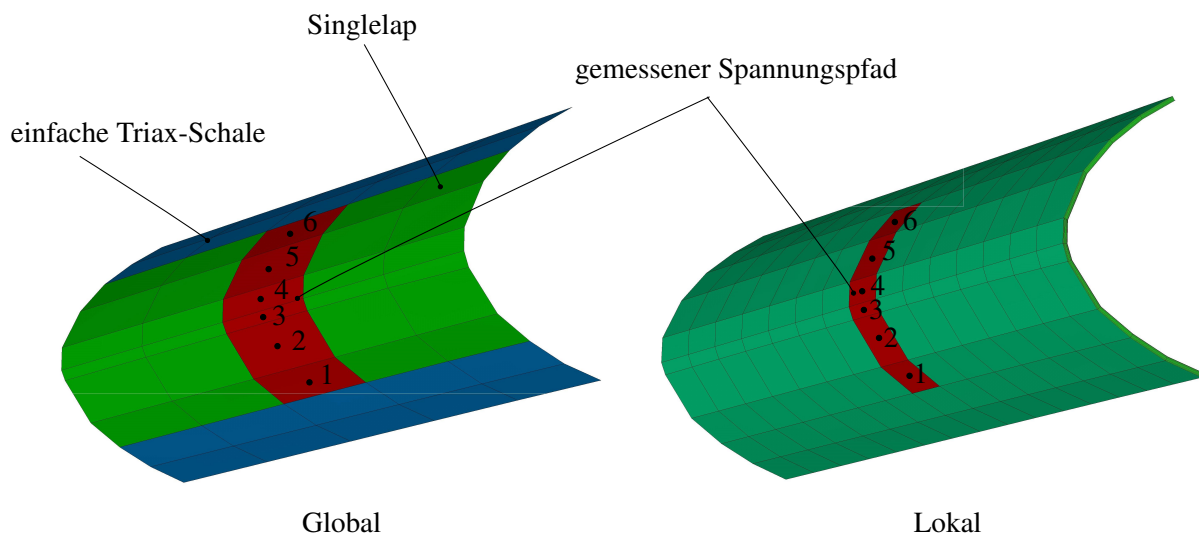 Singlelap
gemessener Spannungspfad
einfache Triax-Schale
6
5
4
3
2
1
6
5
4
3
2
1
Global
Lokal